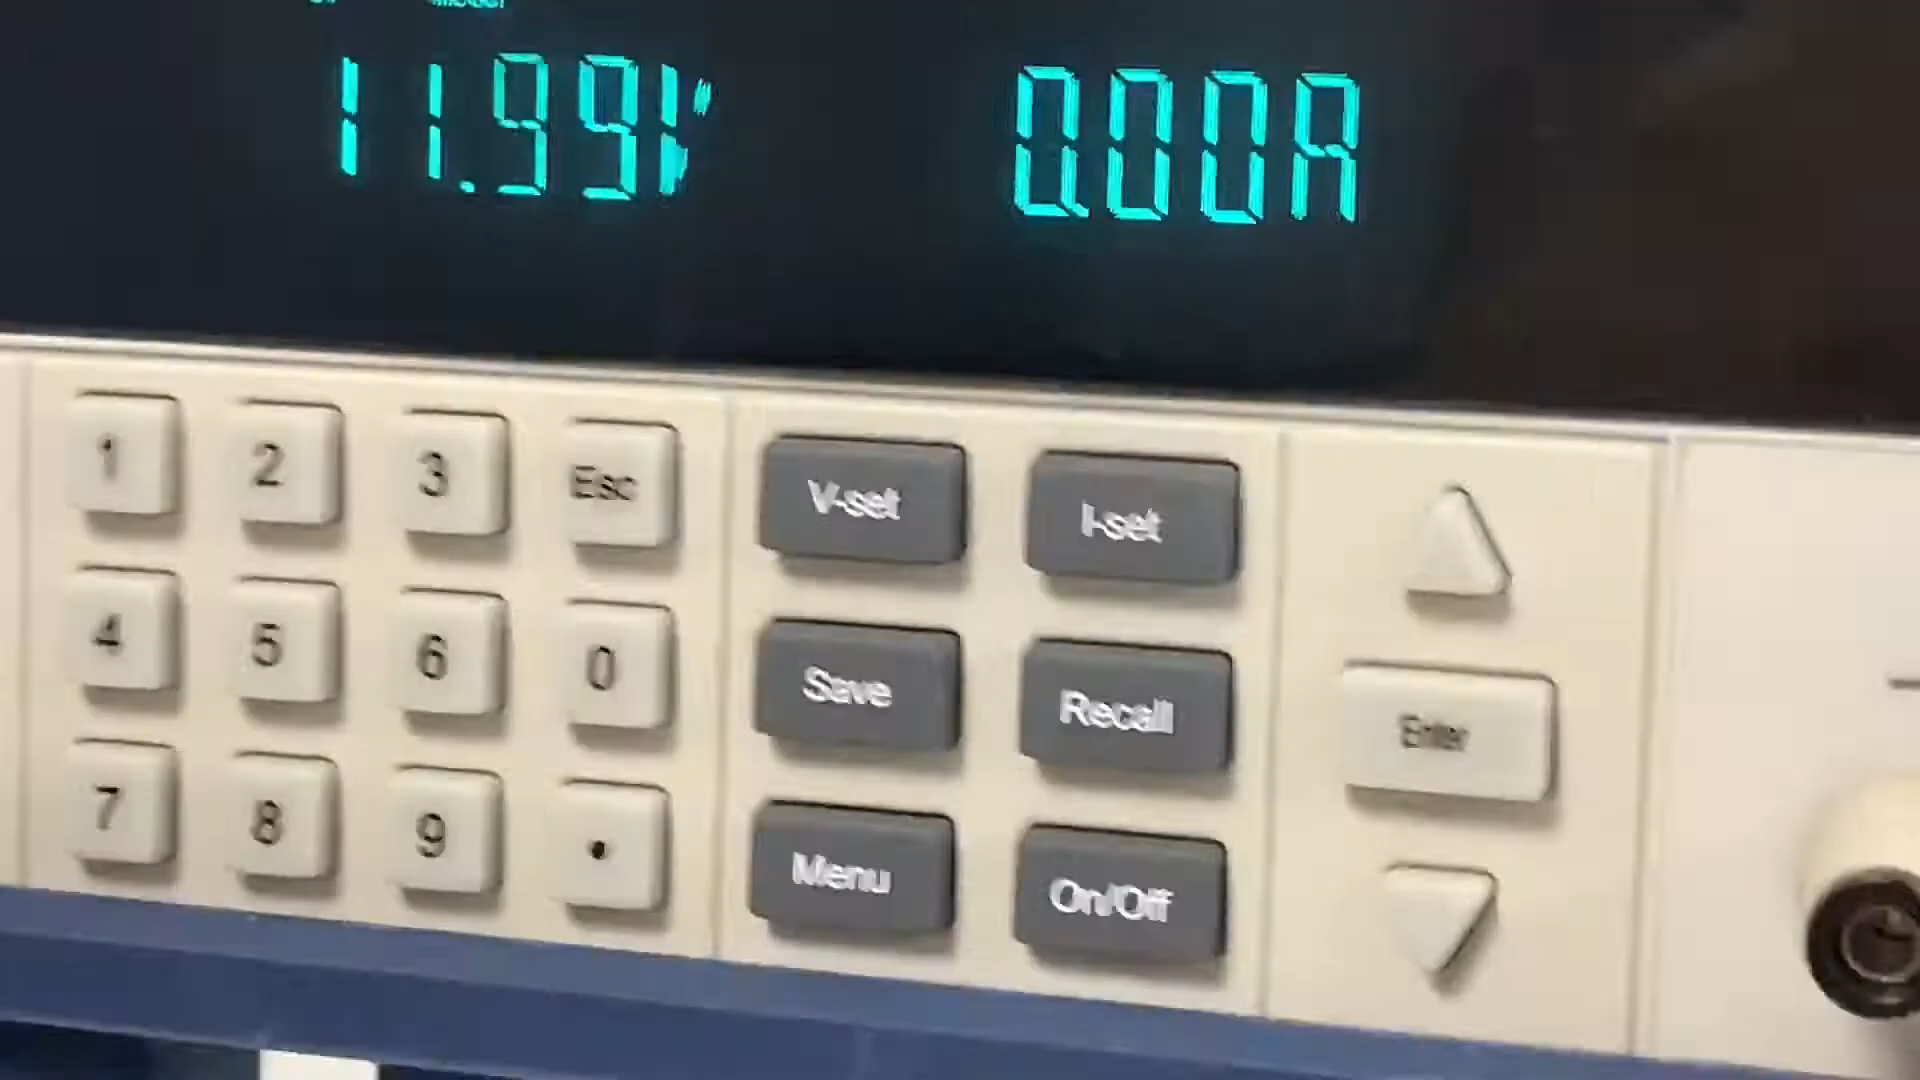 11.99V
0.00A
1 2 3 Esc V-set I-set
4 5 6 0 Save Recall Enter
7 8 9 . Menu On/Off